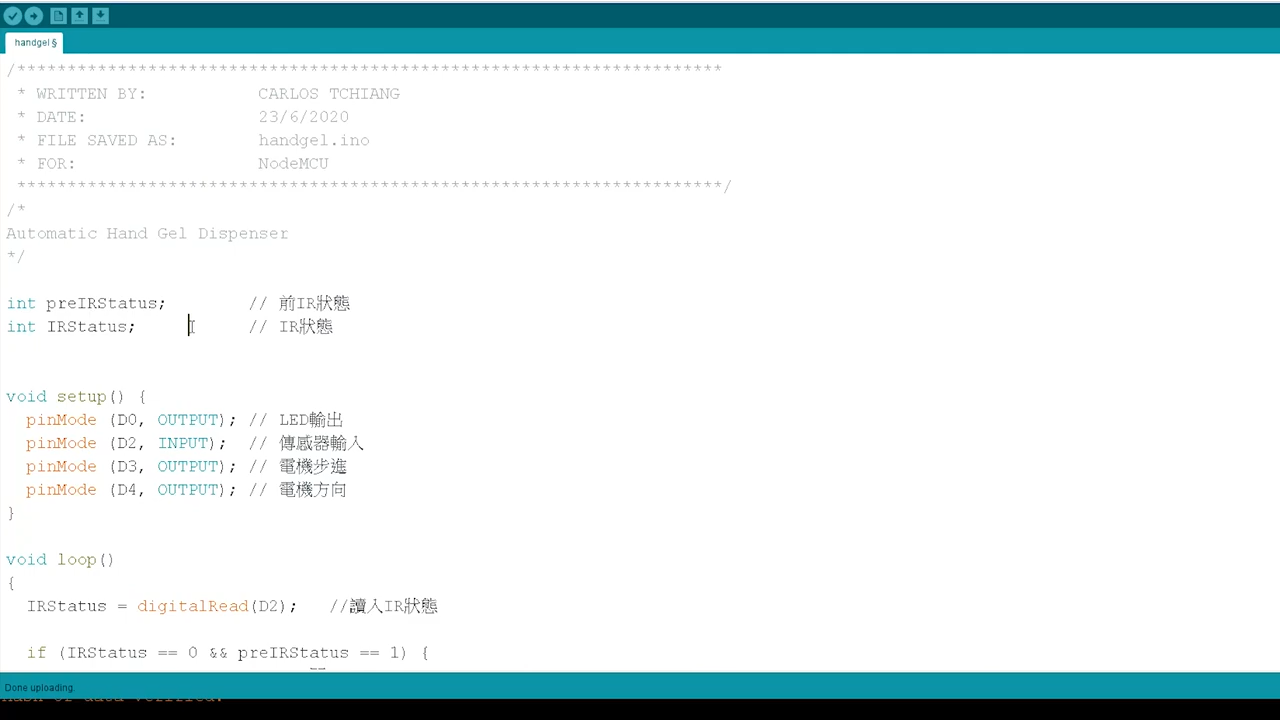 handgel §
/**********************************************************************
* WRITTEN BY: CARLOS TCHIANG
* DATE: 23/6/2020
* FILE SAVED AS: handgel.ino
* FOR: NodeMCU
**********************************************************************/
/*
Automatic Hand Gel Dispenser
*/
int preIRStatus; // 前IR狀態
int IRStatus; // IR狀態
void setup() {
pinMode (D0, OUTPUT); // LED輸出
pinMode (D2, INPUT); // 傳感器輸入
pinMode (D3, OUTPUT); // 電機步進
pinMode (D4, OUTPUT); // 電機方向
}
void loop()
{
IRStatus = digitalRead(D2); //讀入IR狀態
if (IRStatus == 0 && preIRStatus == 1) {
Done uploading.
Hash of data verified.